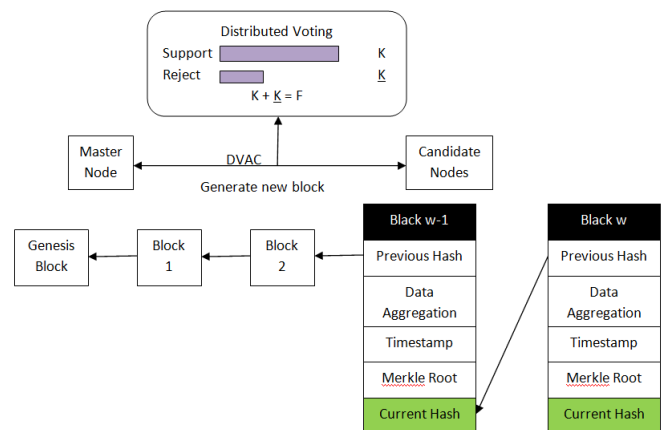 Distributed Voting
Support K
Reject K
K + K = F
Master
Node
DVAC
Candidate
Nodes
Generate new block
Genesis
Block
Block
1
Block
2
Black w-1
Previous Hash
Data
Aggregation
Timestamp
Merkle Root
Current Hash
Black w
Previous Hash
Data
Aggregation
Timestamp
Merkle Root
Current Hash